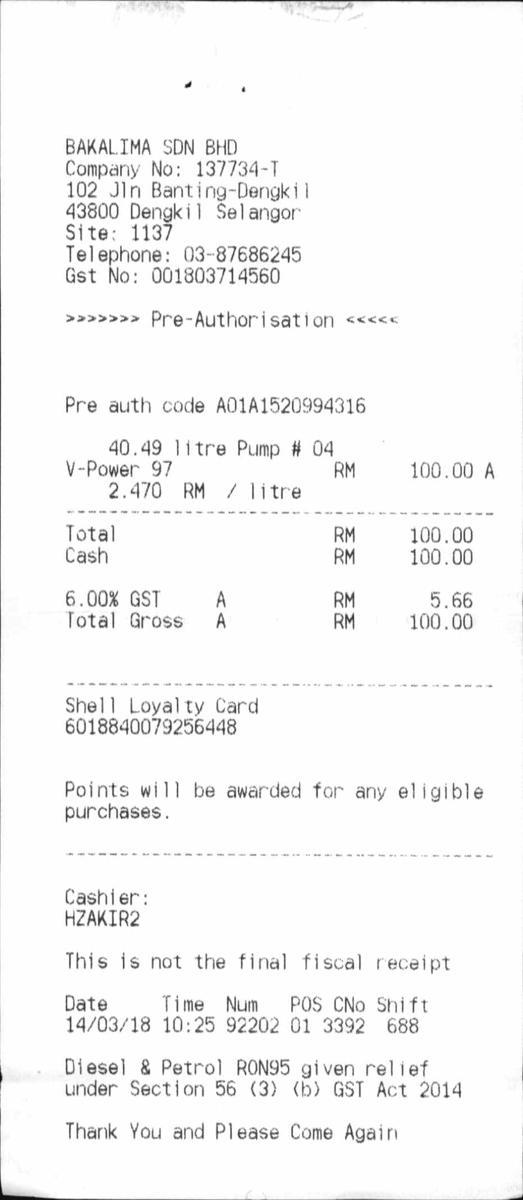 BAKALIMA SDN BHD
Company No: 137734-T
102 Jln Banting-Dengkil
43800 Dengkil Selangor
Site: 1137
Telephone: 03-87686245
Gst No: 001803714560
>>>>>>> Pre-Authorisation <<<<<
Pre auth code A01A1520994316
40.49 litre Pump # 04
V-Power 97 RM 100.00 A
2.470 RM / litre
Total RM 100.00
Cash RM 100.00
6.00% GST A RM 5.66
Total Gross A RM 100.00
Shell Loyalty Card
6018840079256448
Points will be awarded for any eligible
purchases.
Cashier:
HZAKIR2
This is not the final fiscal receipt
Date Time Num POS CNo Shift
14/03/18 10:25 92202 01 3392 688
Diesel & Petrol RON95 given relief
under Section 56 (3) (b) GST Act 2014
Thank You and Please Come Again